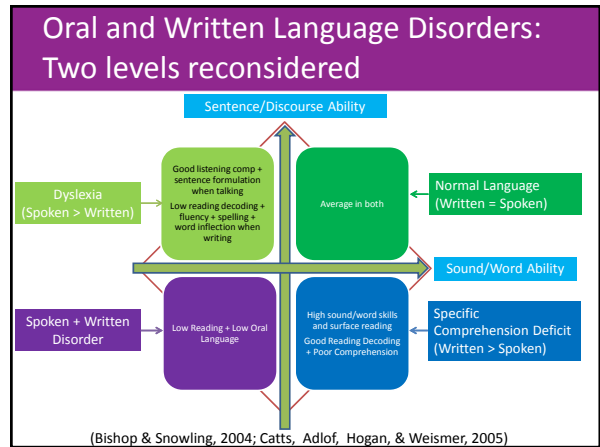 Oral and Written Language Disorders:
Two levels reconsidered
Sentence/Discourse Ability
Good listening comp +
sentence formulation
when talking
Low reading decoding +
fluency + spelling +
word inflection when
writing
Average in both
Dyslexia
(Spoken > Written)
Normal Language
(Written = Spoken)
Sound/Word Ability
Spoken + Written
Disorder
Low Reading + Low Oral
Language
High sound/word skills
and surface reading
Good Reading Decoding
+ Poor Comprehension
Specific
Comprehension Deficit
(Written > Spoken)
(Bishop & Snowling, 2004; Catts, Adlof, Hogan, & Weismer, 2005)